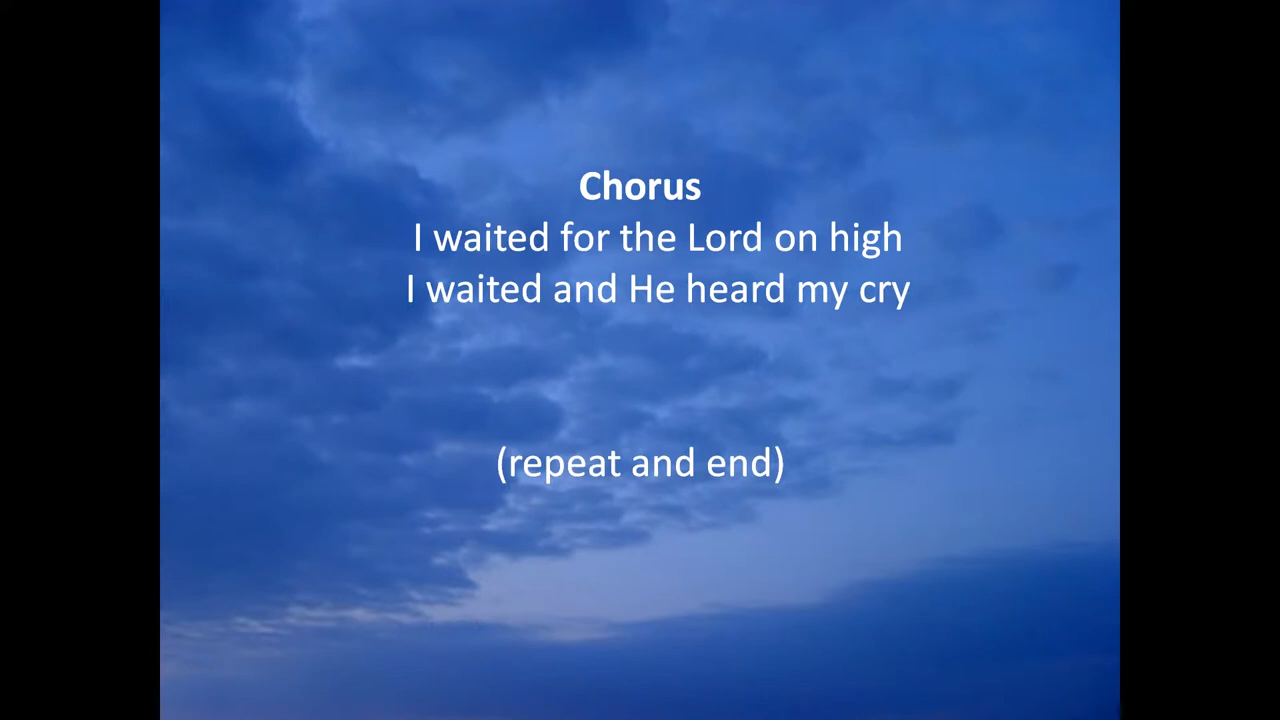 Chorus
I waited for the Lord on high
I waited and He heard my cry
(repeat and end)